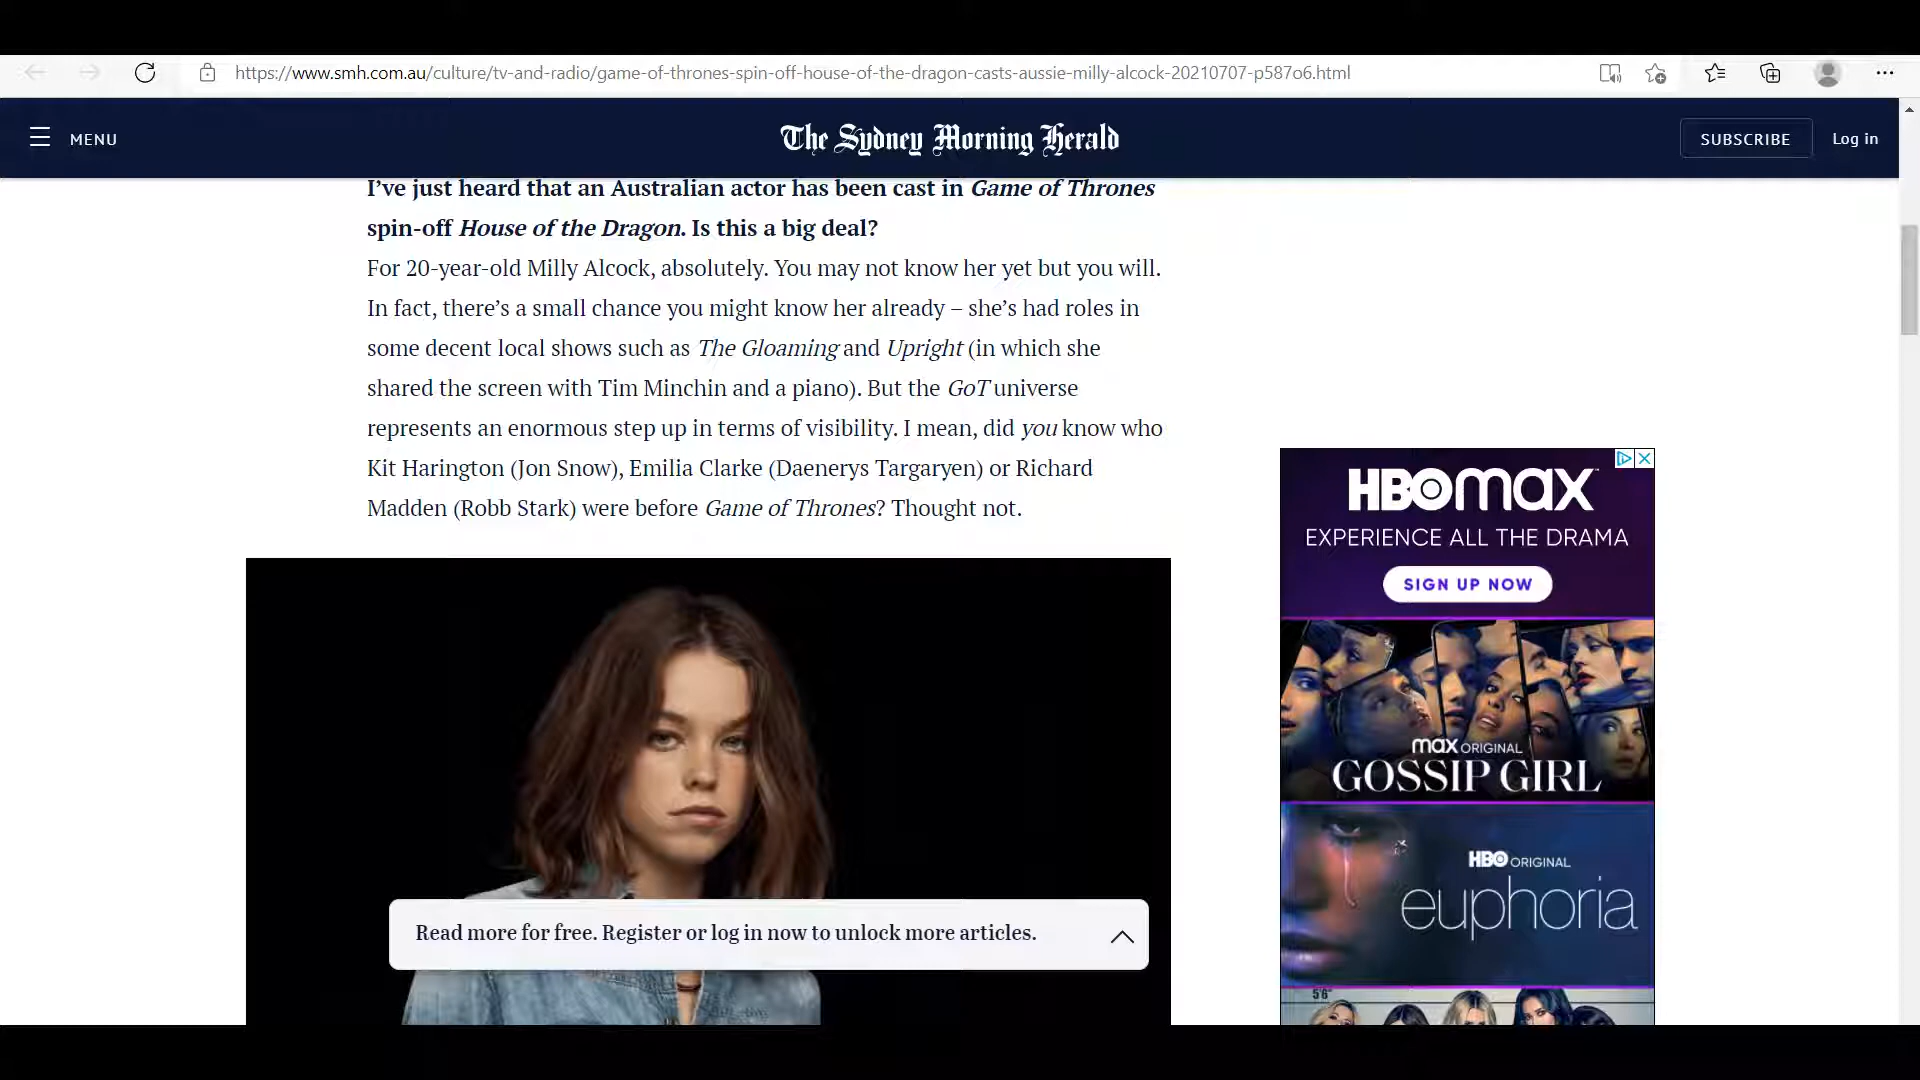 https://www.smh.com.au/culture/tv-and-radio/game-of-thrones-spin-off-house-of-the-dragon-casts-aussie-milly-alcock-20210707-p587o6.html
MENU
The Sydney Morning Herald
SUBSCRIBE
Log in
I’ve just heard that an Australian actor has been cast in Game of Thrones
spin-off House of the Dragon. Is this a big deal?
For 20-year-old Milly Alcock, absolutely. You may not know her yet but you will.
In fact, there’s a small chance you might know her already – she’s had roles in
some decent local shows such as The Gloaming and Upright (in which she
shared the screen with Tim Minchin and a piano). But the GoT universe
represents an enormous step up in terms of visibility. I mean, did you know who
Kit Harington (Jon Snow), Emilia Clarke (Daenerys Targaryen) or Richard
Madden (Robb Stark) were before Game of Thrones? Thought not.
HBOmax
EXPERIENCE ALL THE DRAMA
SIGN UP NOW
max ORIGINAL
GOSSIP GIRL
HBO ORIGINAL
euphoria
5'6"
Read more for free. Register or log in now to unlock more articles.